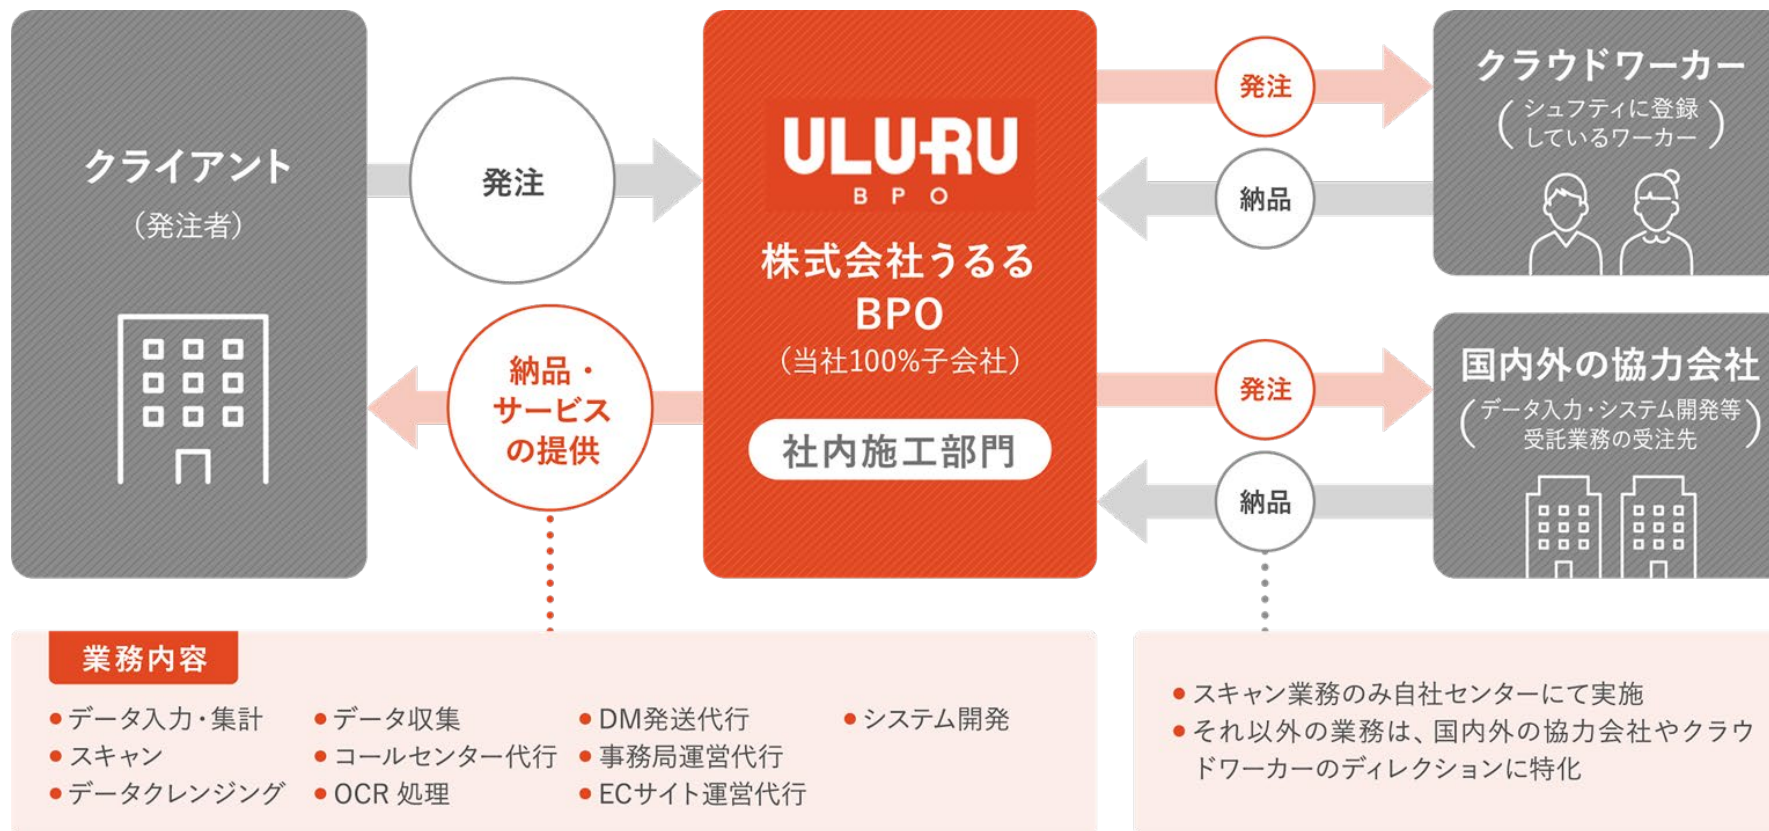 クライアント
（発注者）
発注
納品・
サービス
の提供
ULURU
BPO
株式会社うるる
BPO
（当社100%子会社）
社内施工部門
発注
納品
クラウドワーカー
（シュフティに登録
しているワーカー）
発注
納品
国内外の協力会社
（データ入力・システム開発等
受託業務の受注先）
業務内容
●データ入力・集計
●スキャン
●データクレンジング
●データ収集
●コールセンター代行
●OCR 処理
●DM発送代行
●事務局運営代行
●ECサイト運営代行
●システム開発
●スキャン業務のみ自社センターにて実施
●それ以外の業務は、国内外の協力会社やクラウ
ドワーカーのディレクションに特化